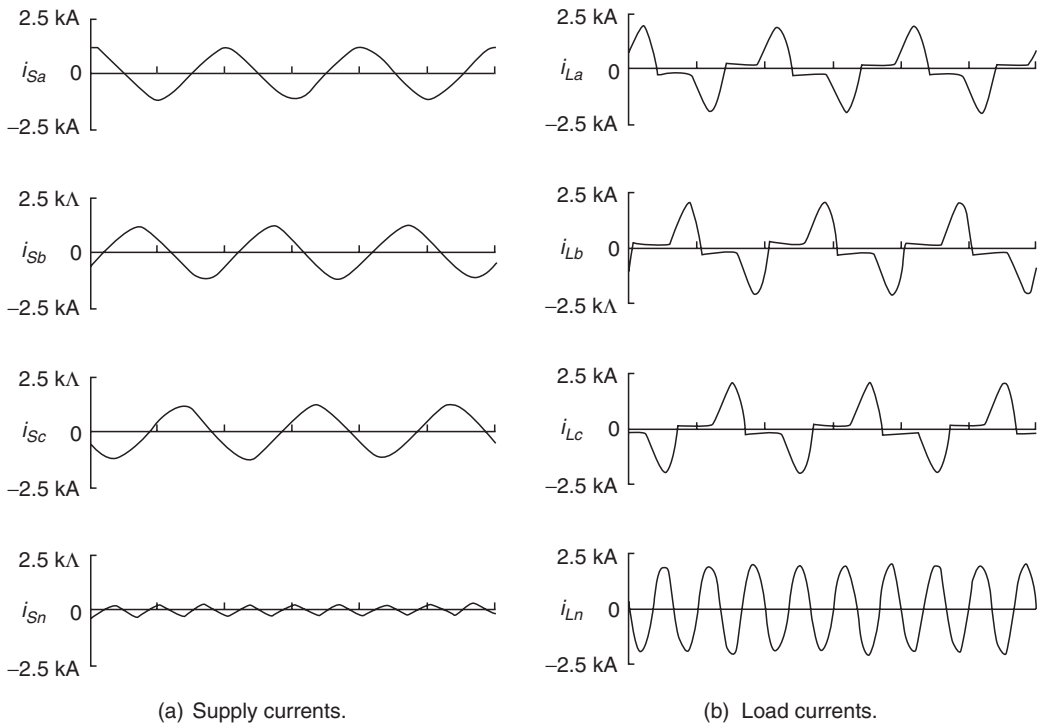 2.5 kA
i_Sa 0
−2.5 kA
2.5 kΛ
i_Sb 0
−2.5 kA
2.5 kΛ
i_Sc 0
−2.5 kA
2.5 kΛ
i_Sn 0
−2.5 kA
(a) Supply currents.
2.5 kA
i_La 0
−2.5 kA
2.5 kA
i_Lb 0
−2.5 kΛ
2.5 kA
i_Lc 0
−2.5 kA
2.5 kA
i_Ln 0
−2.5 kA
(b) Load currents.